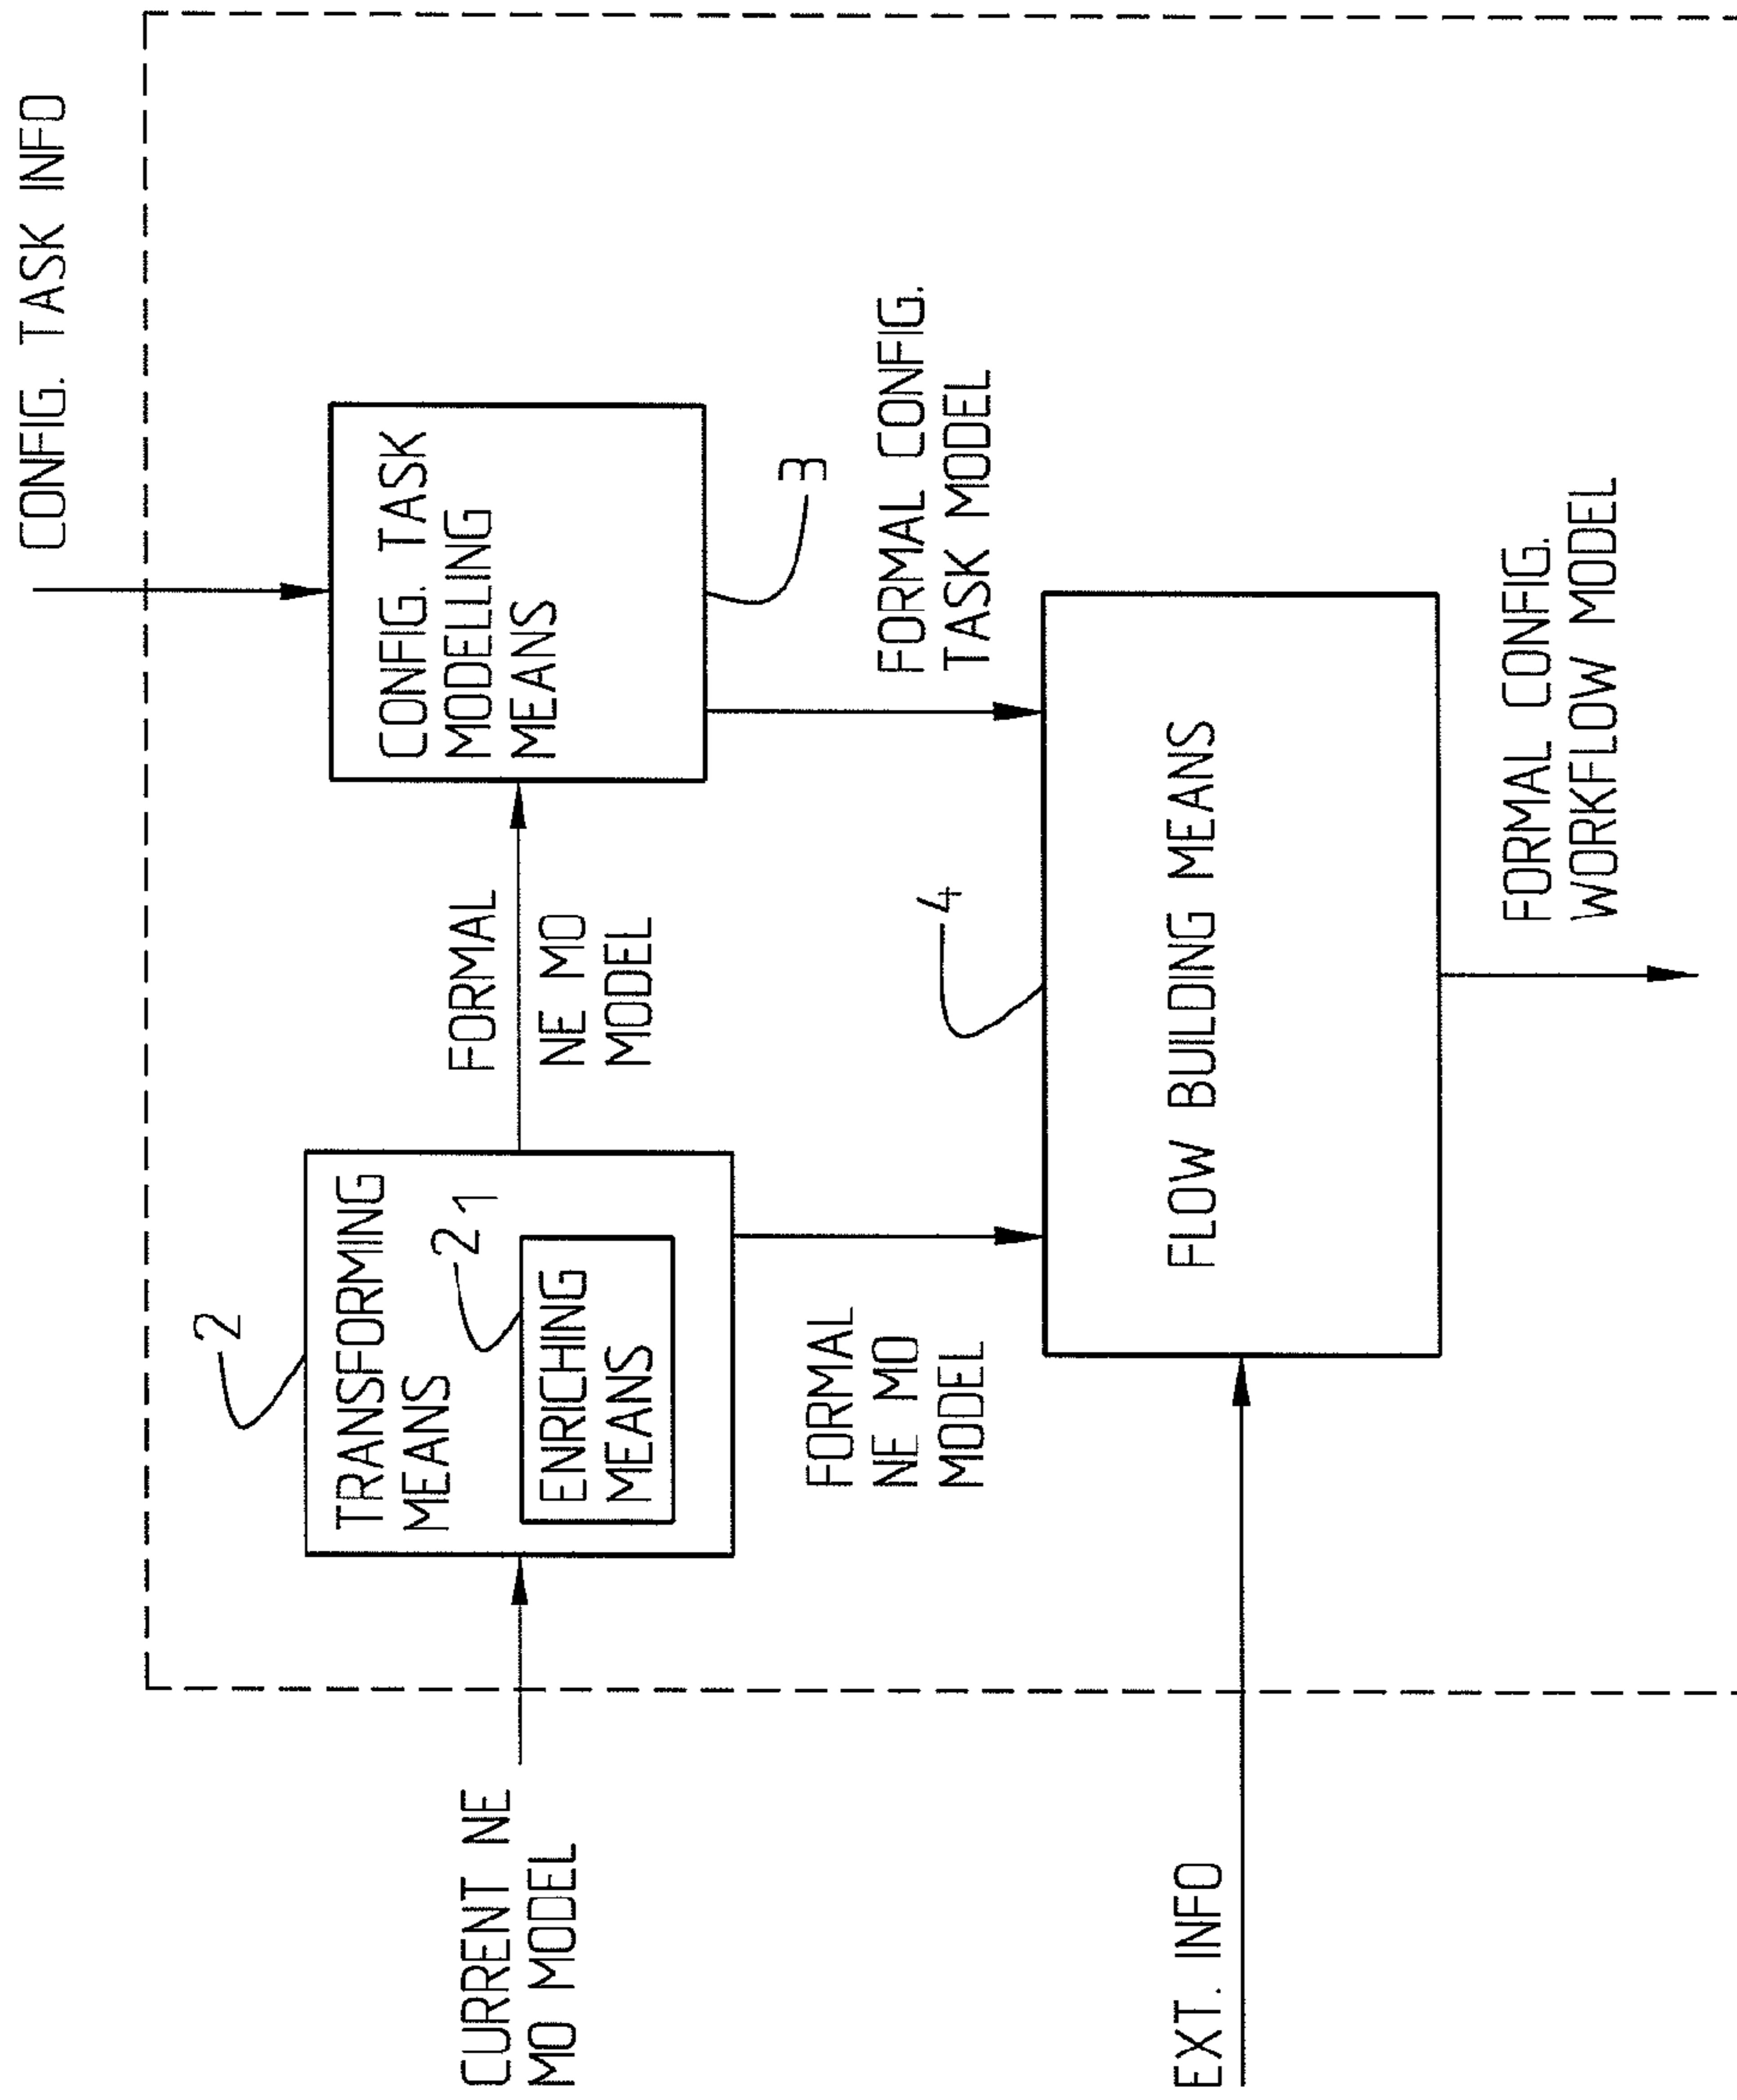 CONFIG. TASK INFO
CONFIG. TASK
MODELLING
MEANS
3
FORMAL CONFIG.
TASK MODEL
FORMAL
NE MO
MODEL
2
TRANSFORMING
MEANS
2₁
ENRICHING
MEANS
FORMAL
NE MO
MODEL
4
FLOW BUILDING MEANS
FORMAL CONFIG.
WORKFLOW MODEL
CURRENT NE
MO MODEL
EXT. INFO